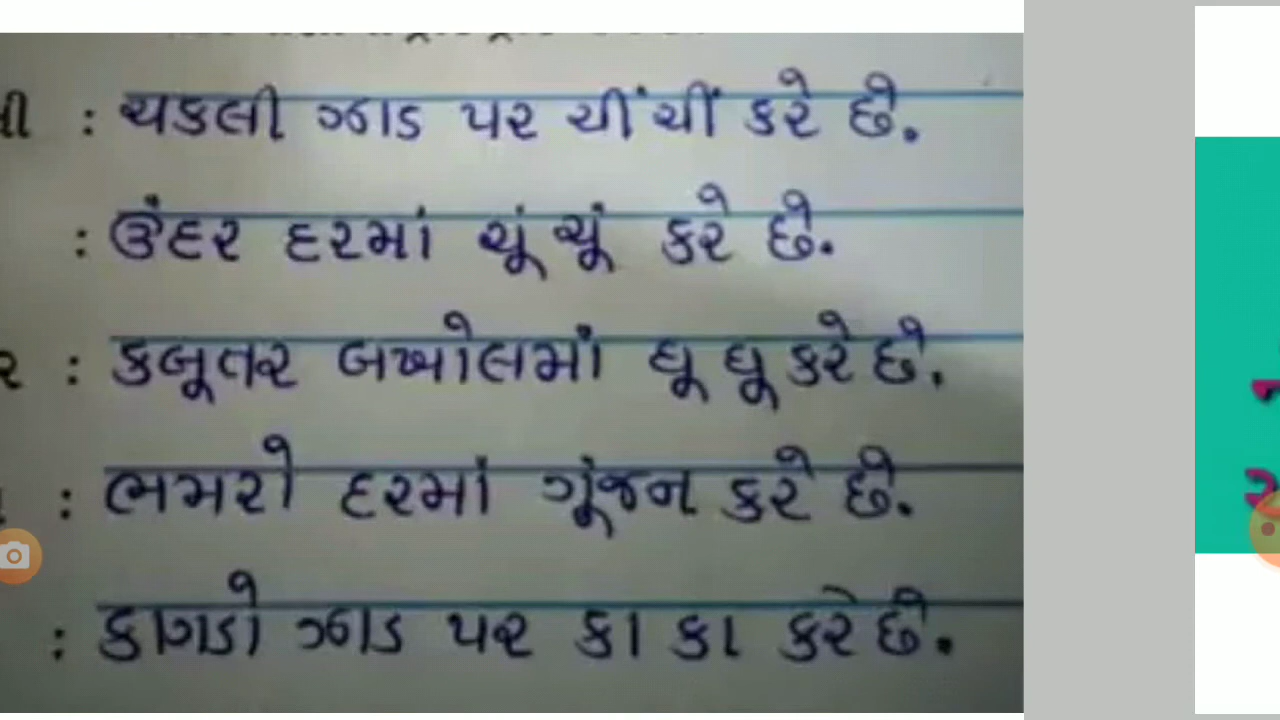 : ચકલી ઝાડ પર ચીં ચીં કરે છે.
: ઉંદર દરમાં ચૂં ચૂં કરે છે.
ર : કબૂતર બખોલમાં ઘૂ ઘૂ કરે છે.
: ભમરો દરમાં ગૂંજન કરે છે.
: કાગડો ઝાડ પર કા કા કરે છે.